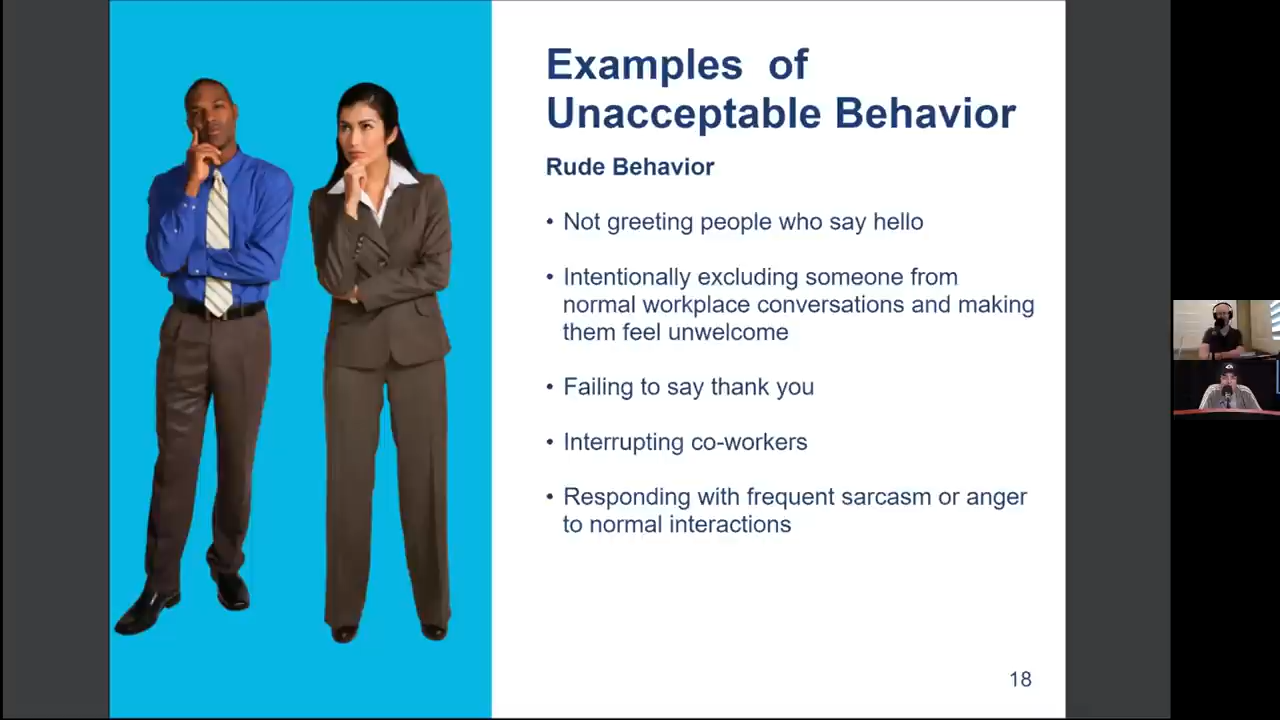 Examples of
Unacceptable Behavior
Rude Behavior
• Not greeting people who say hello
• Intentionally excluding someone from
normal workplace conversations and making
them feel unwelcome
• Failing to say thank you
• Interrupting co-workers
• Responding with frequent sarcasm or anger
to normal interactions
18